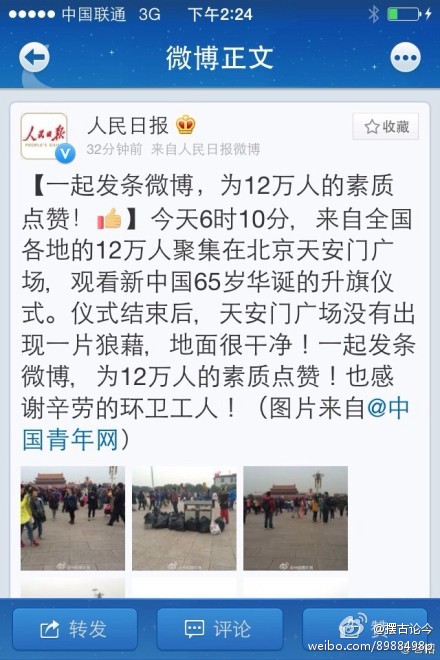 中国联通 3G 下午2:24
微博正文
人民日报
人民日报
收藏
32分钟前 来自人民日报微博
【一起发条微博，为12万人的素质
点赞！】今天6时10分，来自全国
各地的12万人聚集在北京天安门广
场，观看新中国65岁华诞的升旗仪
式。仪式结束后，天安门广场没有出
现一片狼藉，地面很干净！一起发条
微博，为12万人的素质点赞！也感
谢辛劳的环卫工人！（图片来自@中
国青年网）
转发
评论
@摆古论今
weibo.com/8988498p